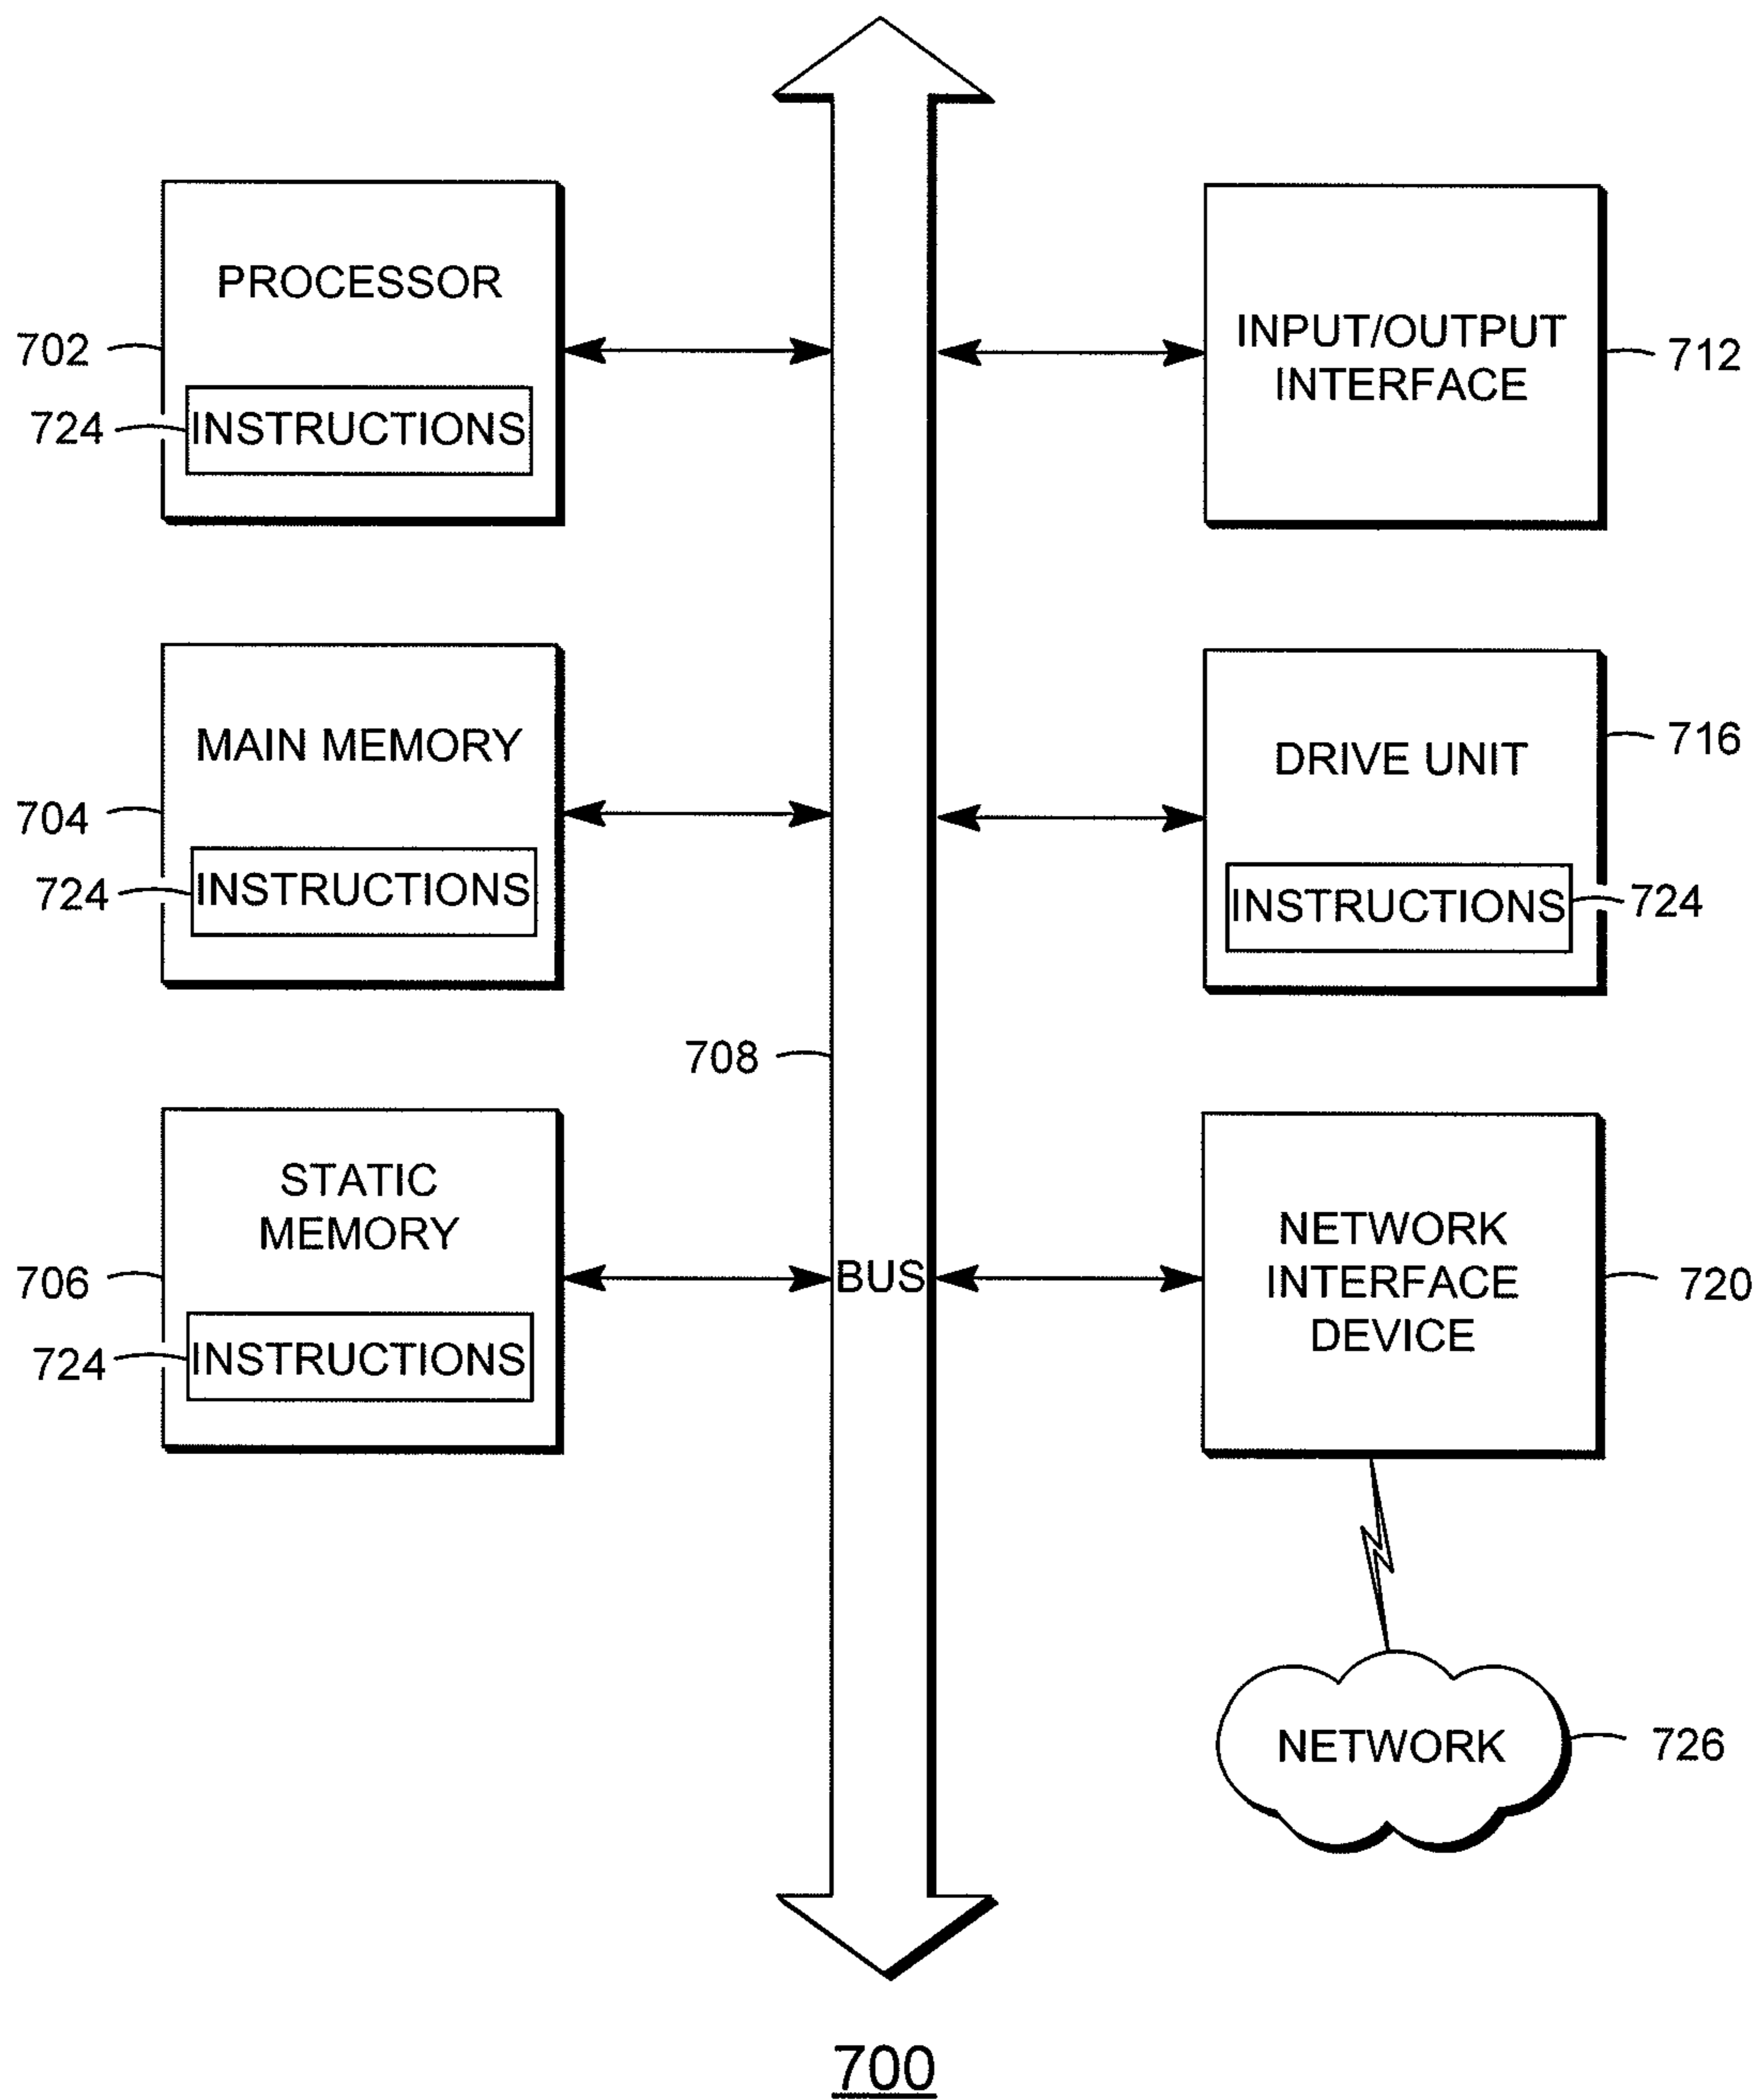 PROCESSOR
702
724
INSTRUCTIONS
MAIN MEMORY
704
724
INSTRUCTIONS
708
STATIC
MEMORY
706
724
INSTRUCTIONS
BUS
INPUT/OUTPUT
INTERFACE
712
DRIVE UNIT
716
INSTRUCTIONS
724
NETWORK
INTERFACE
DEVICE
720
NETWORK
726
700